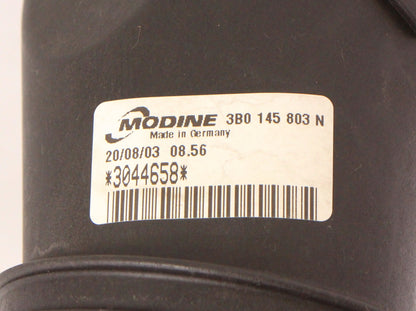 MODINE 3B0 145 803 N
Made in Germany
20/08/03 08.56
*3044658*